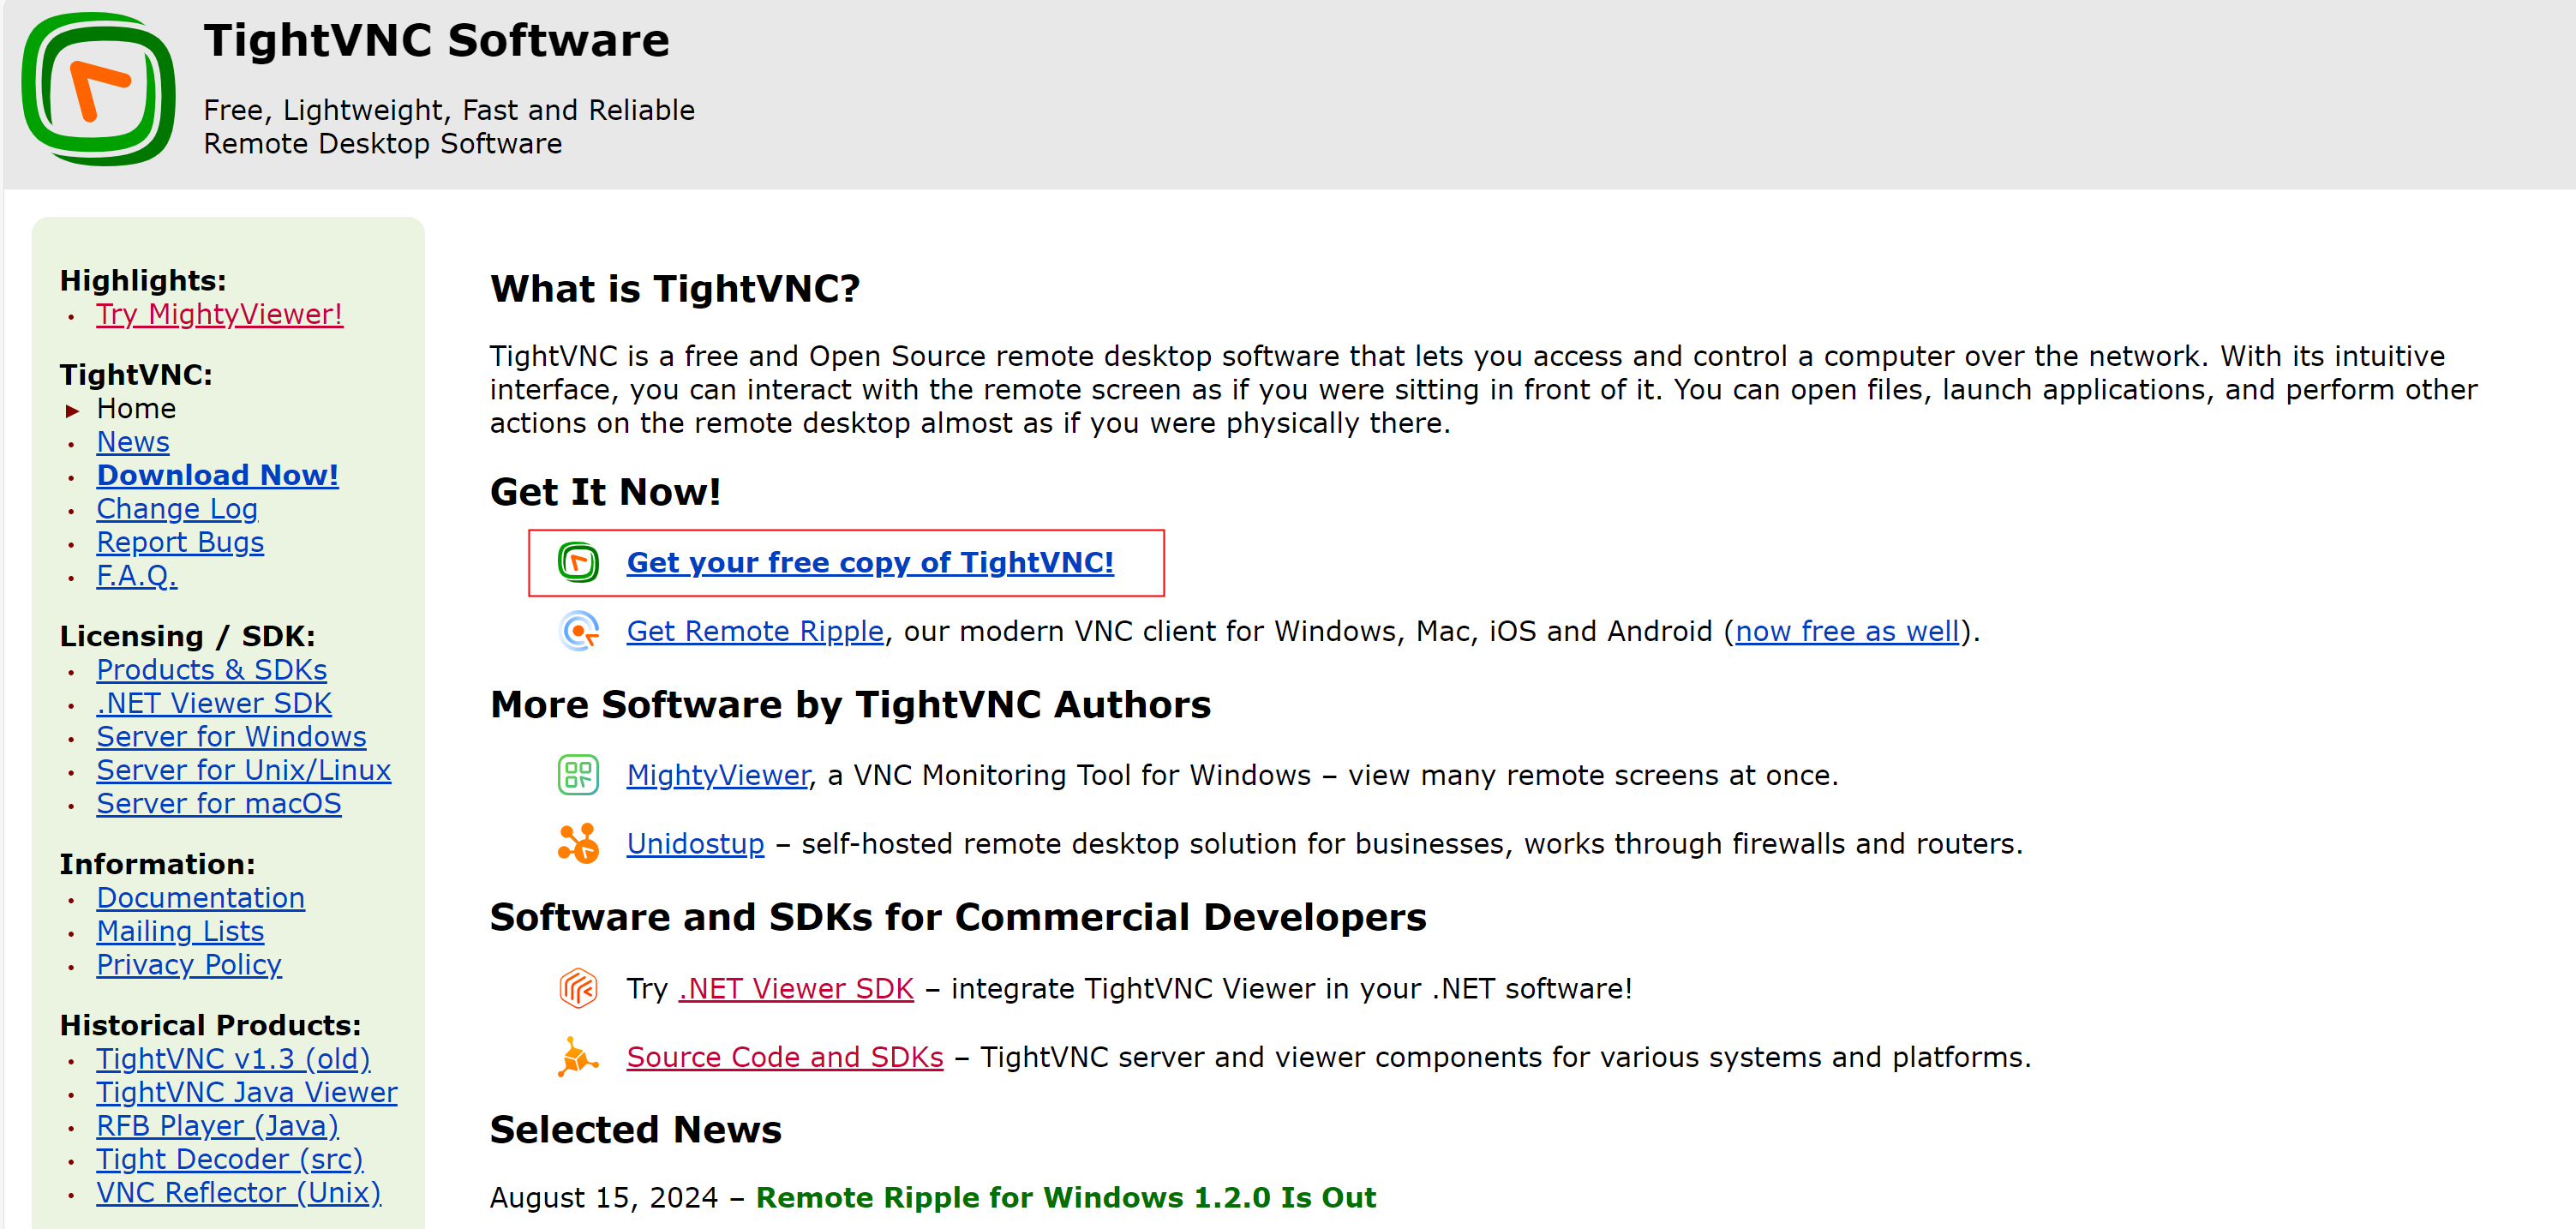 TightVNC Software
Free, Lightweight, Fast and Reliable
Remote Desktop Software
Highlights:
Try MightyViewer!
TightVNC:
Home
News
Download Now!
Change Log
Report Bugs
F.A.Q.
Licensing / SDK:
Products & SDKs
.NET Viewer SDK
Server for Windows
Server for Unix/Linux
Server for macOS
Information:
Documentation
Mailing Lists
Privacy Policy
Historical Products:
TightVNC v1.3 (old)
TightVNC Java Viewer
RFB Player (Java)
Tight Decoder (src)
VNC Reflector (Unix)
What is TightVNC?
TightVNC is a free and Open Source remote desktop software that lets you access and control a computer over the network. With its intuitive
interface, you can interact with the remote screen as if you were sitting in front of it. You can open files, launch applications, and perform other
actions on the remote desktop almost as if you were physically there.
Get It Now!
Get your free copy of TightVNC!
Get Remote Ripple, our modern VNC client for Windows, Mac, iOS and Android (now free as well).
More Software by TightVNC Authors
MightyViewer, a VNC Monitoring Tool for Windows – view many remote screens at once.
Unidostup – self-hosted remote desktop solution for businesses, works through firewalls and routers.
Software and SDKs for Commercial Developers
Try .NET Viewer SDK – integrate TightVNC Viewer in your .NET software!
Source Code and SDKs – TightVNC server and viewer components for various systems and platforms.
Selected News
August 15, 2024 – Remote Ripple for Windows 1.2.0 Is Out